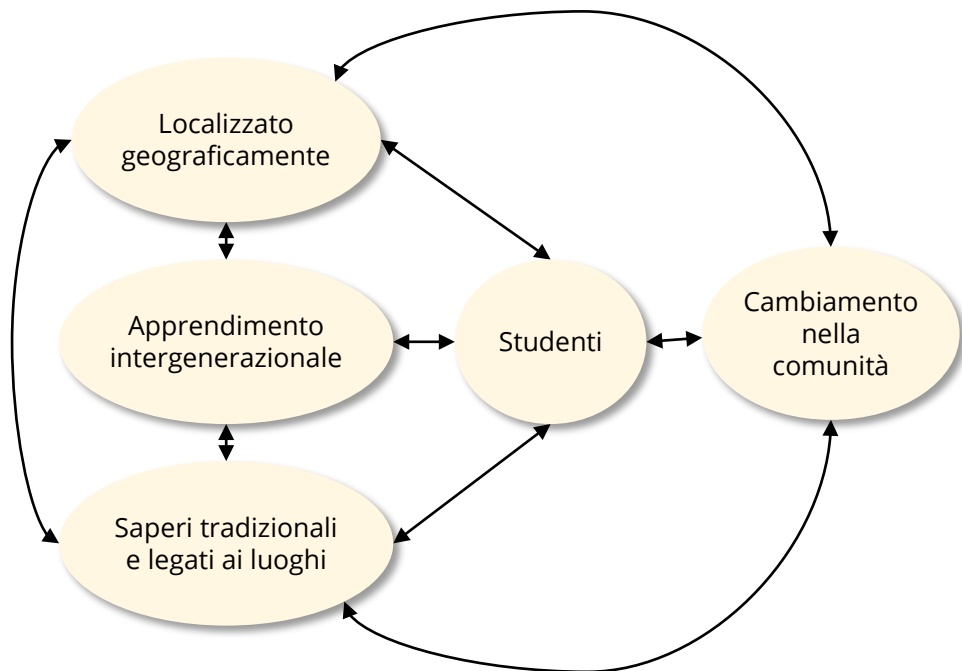 Localizzato
geograficamente
Apprendimento
intergenerazionale
Studenti
Cambiamento
nella
comunità
Saperi tradizionali
e legati ai luoghi